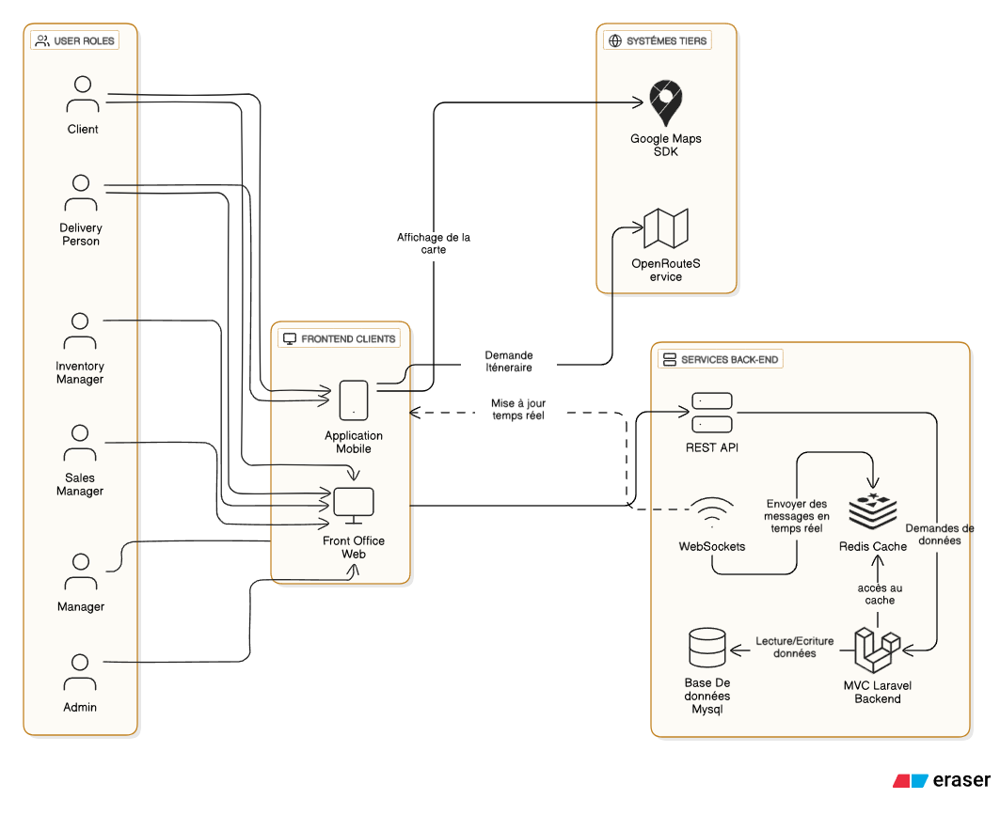 USER ROLES
Client
Delivery
Person
Inventory
Manager
Sales
Manager
Manager
Admin
FRONTEND CLIENTS
Application
Mobile
Front Office
Web
Affichage de la
carte
Demande
Iténeraire
Mise à jour
temps réel
SYSTÉMES TIERS
Google Maps
SDK
OpenRouteS
ervice
SERVICES BACK-END
REST API
WebSockets
Envoyer des
messages en
temps réel
Redis Cache
Demandes de
données
accès au
cache
Lecture/Ecriture
données
Base De
données
Mysql
MVC Laravel
Backend
eraser